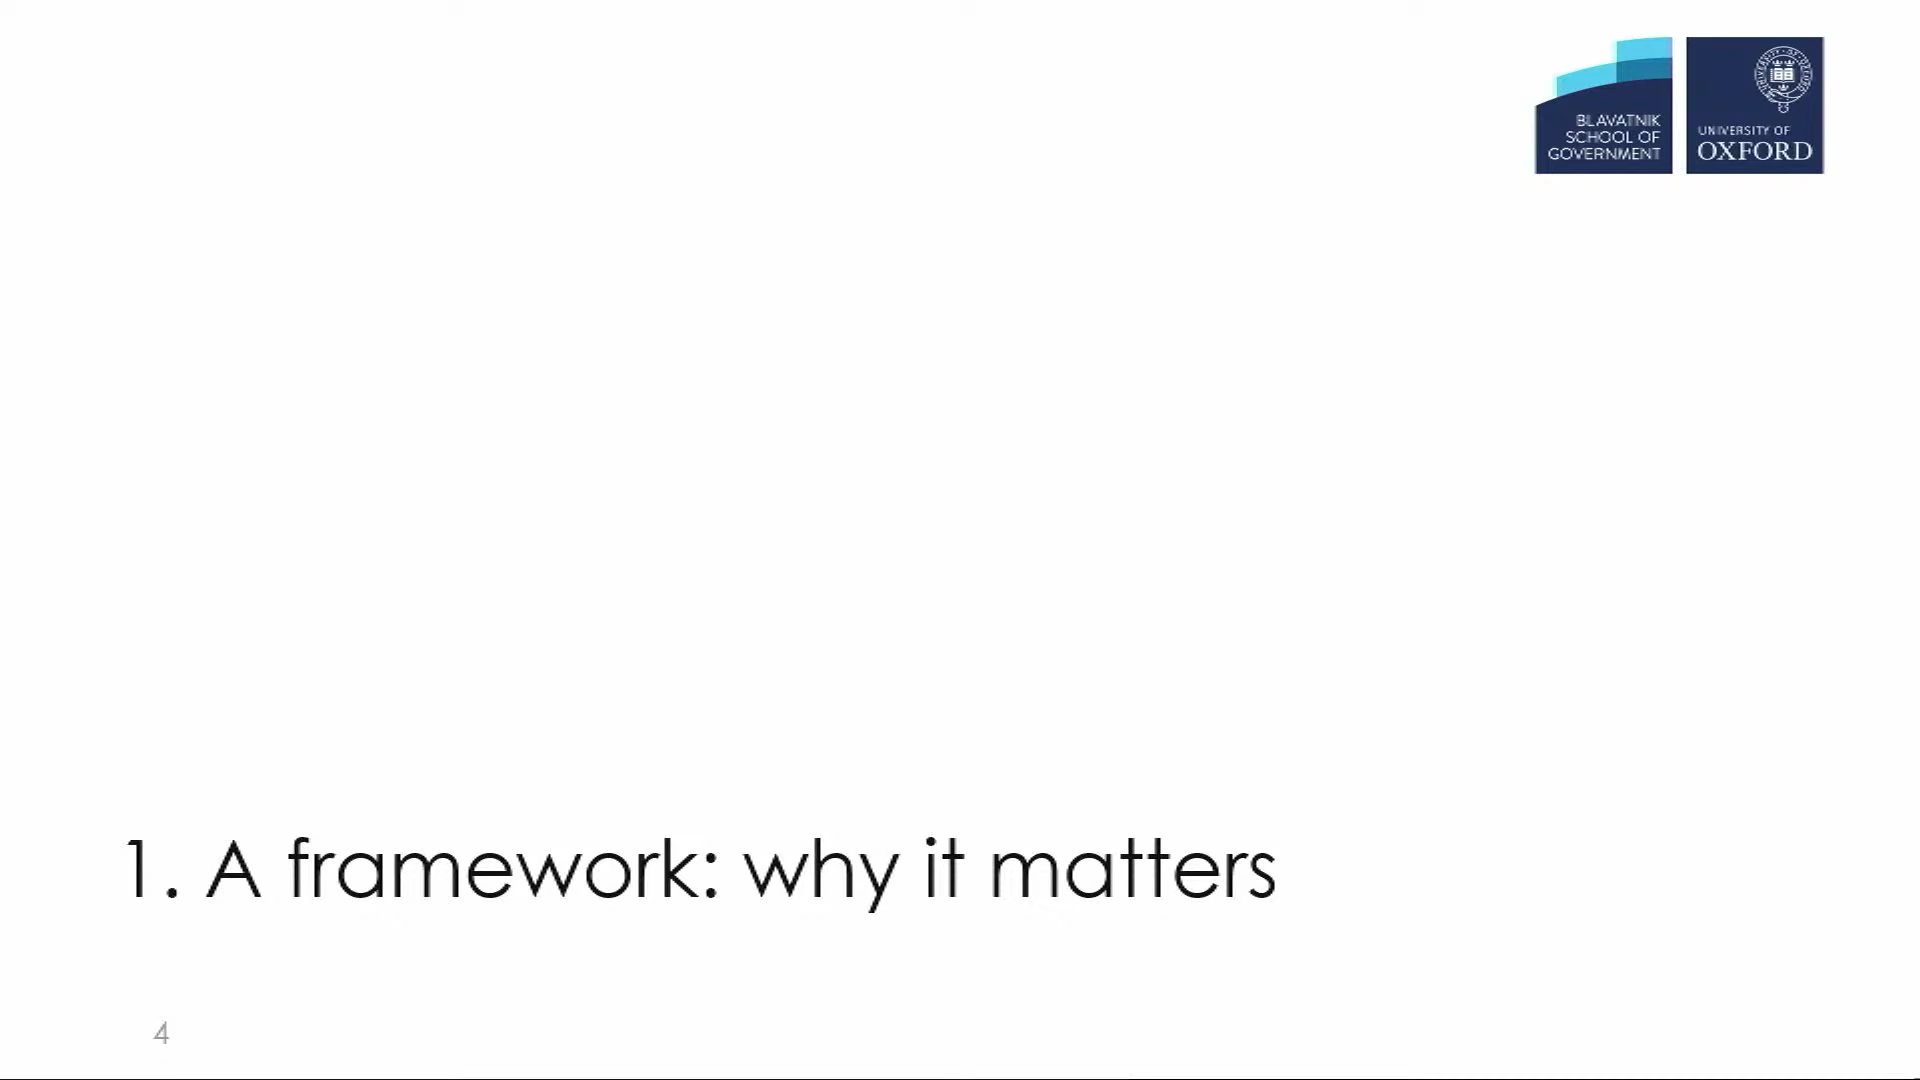 BLAVATNIK
SCHOOL OF
GOVERNMENT
UNIVERSITY OF
OXFORD
1. A framework: why it matters
4